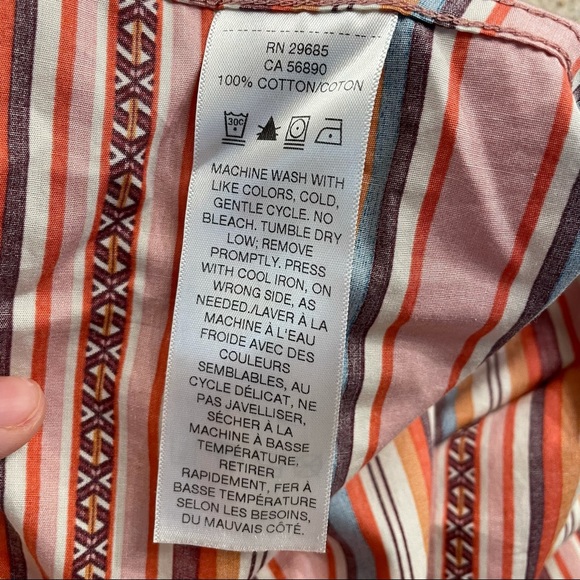 RN 29685
CA 56890
100% COTTON/COTON
30C
MACHINE WASH WITH
LIKE COLORS, COLD,
GENTLE CYCLE. NO
BLEACH. TUMBLE DRY
LOW; REMOVE
PROMPTLY. PRESS
WITH COOL IRON, ON
WRONG SIDE, AS
NEEDED./LAVER À LA
MACHINE À L'EAU
FROIDE AVEC DES
COULEURS
SEMBLABLES, AU
CYCLE DÉLICAT, NE
PAS JAVELLISER,
SÉCHER À LA
MACHINE À BASSE
TEMPÉRATURE,
RETIRER
RAPIDEMENT, FER À
BASSE TEMPÉRATURE
SELON LES BESOINS,
DU MAUVAIS CÔTÉ.